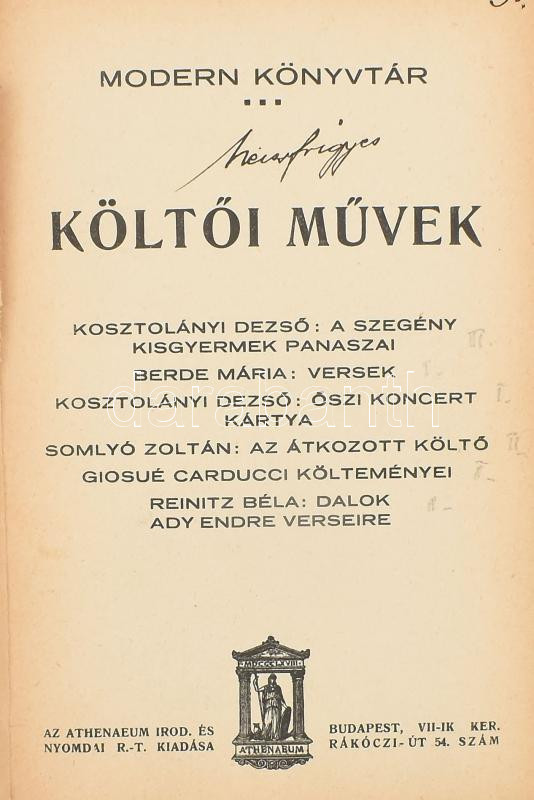 MODERN KÖNYVTÁR
KÖLTŐI MŰVEK
KOSZTOLÁNYI DEZSŐ: A SZEGÉNY
KISGYERMEK PANASZAI
BERDE MÁRIA: VERSEK
KOSZTOLÁNYI DEZSŐ: ŐSZI KONCERT
KÁRTYA
SOMLYÓ ZOLTÁN: AZ ÁTKOZOTT KÖLTŐ
GIOSUÉ CARDUCCI KÖLTEMÉNYEI
REINITZ BÉLA: DALOK
ADY ENDRE VERSEIRE
darabanth
MDCCCLXVIII
ATHENAEUM
AZ ATHENAEUM IROD. ÉS
NYOMDAI R.-T. KIADÁSA
BUDAPEST, VII-IK KER.
RÁKÓCZI-ÚT 54. SZÁM